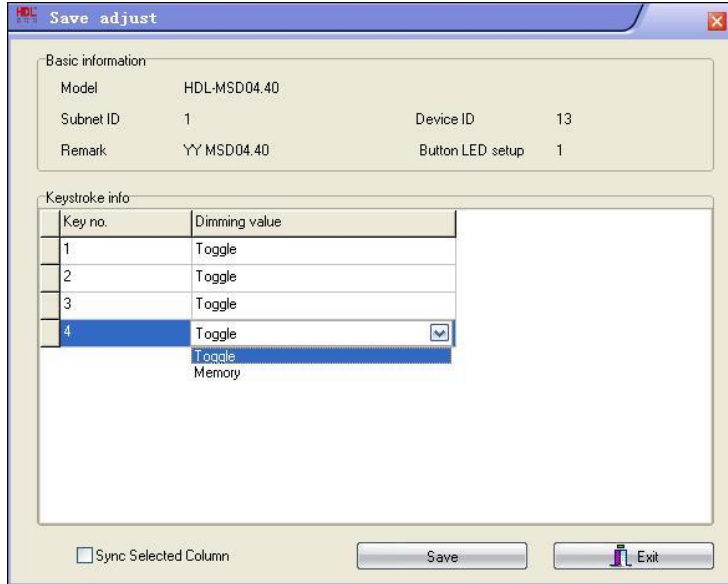 HDL Save adjust
Basic information
Model HDL-MSD04.40
Subnet ID 1 Device ID 13
Remark YY MSD04.40 Button LED setup 1
Keystroke info
Key no. Dimming value
1 Toggle
2 Toggle
3 Toggle
4 Toggle
Toggle
Memory
Sync Selected Column Save Exit